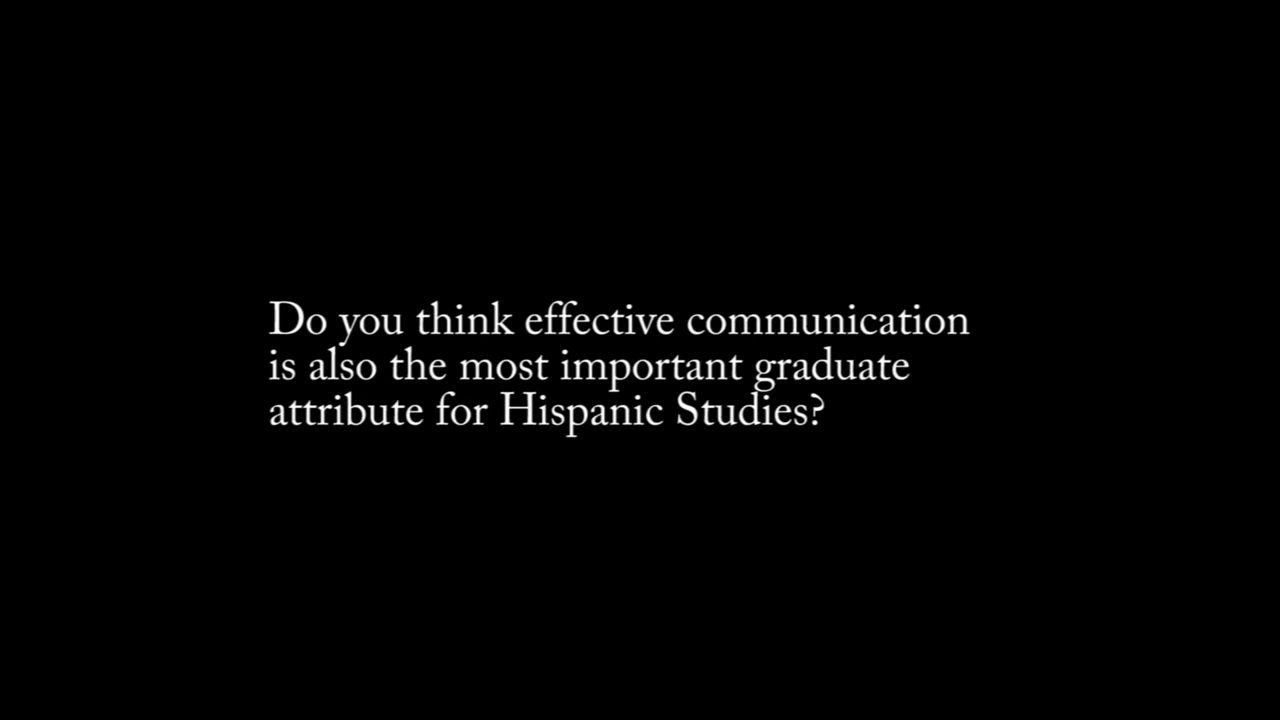 Do you think effective communication
is also the most important graduate
attribute for Hispanic Studies?